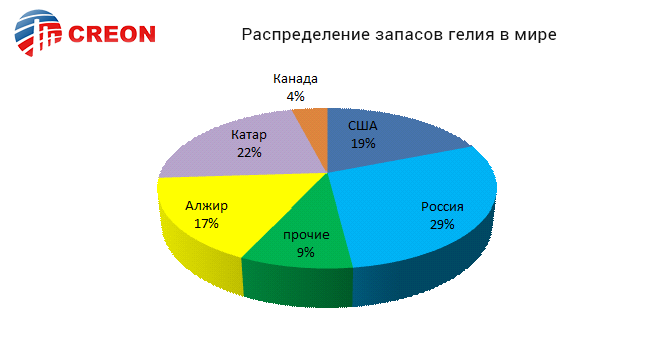 CREON
Распределение запасов гелия в мире
Канада
4%
США
19%
Катар
22%
Россия
29%
Алжир
17%
прочие
9%